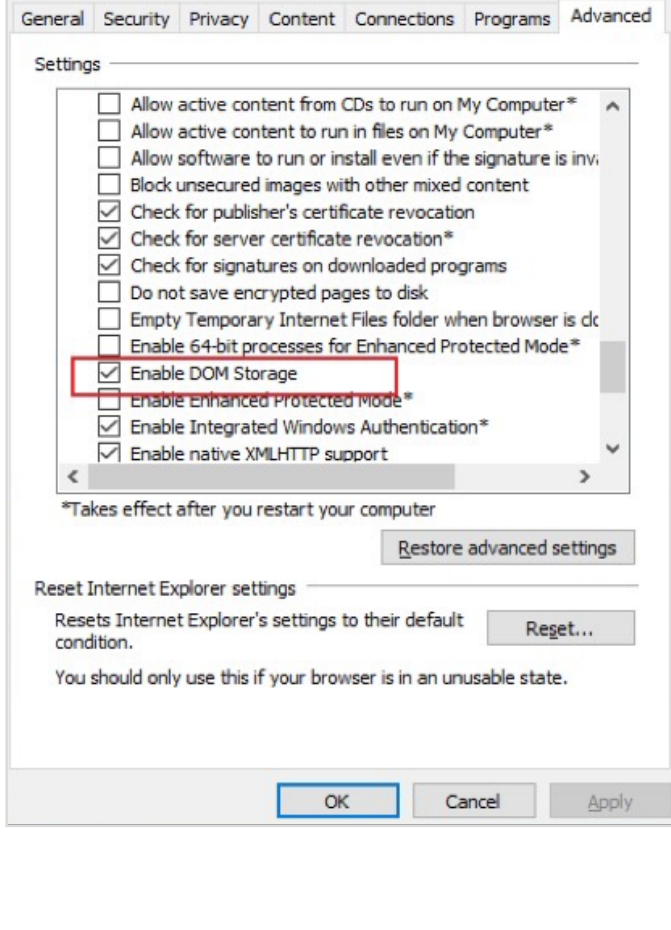 General Security Privacy Content Connections Programs Advanced
Settings
Allow active content from CDs to run on My Computer*
Allow active content to run in files on My Computer*
Allow software to run or install even if the signature is inva
Block unsecured images with other mixed content
Check for publisher's certificate revocation
Check for server certificate revocation*
Check for signatures on downloaded programs
Do not save encrypted pages to disk
Empty Temporary Internet Files folder when browser is clo
Enable 64-bit processes for Enhanced Protected Mode*
Enable DOM Storage
Enable Enhanced Protected Mode*
Enable Integrated Windows Authentication*
Enable native XMLHTTP support
*Takes effect after you restart your computer
Restore advanced settings
Reset Internet Explorer settings
Resets Internet Explorer's settings to their default
condition.
Reset...
You should only use this if your browser is in an unusable state.
OK Cancel Apply